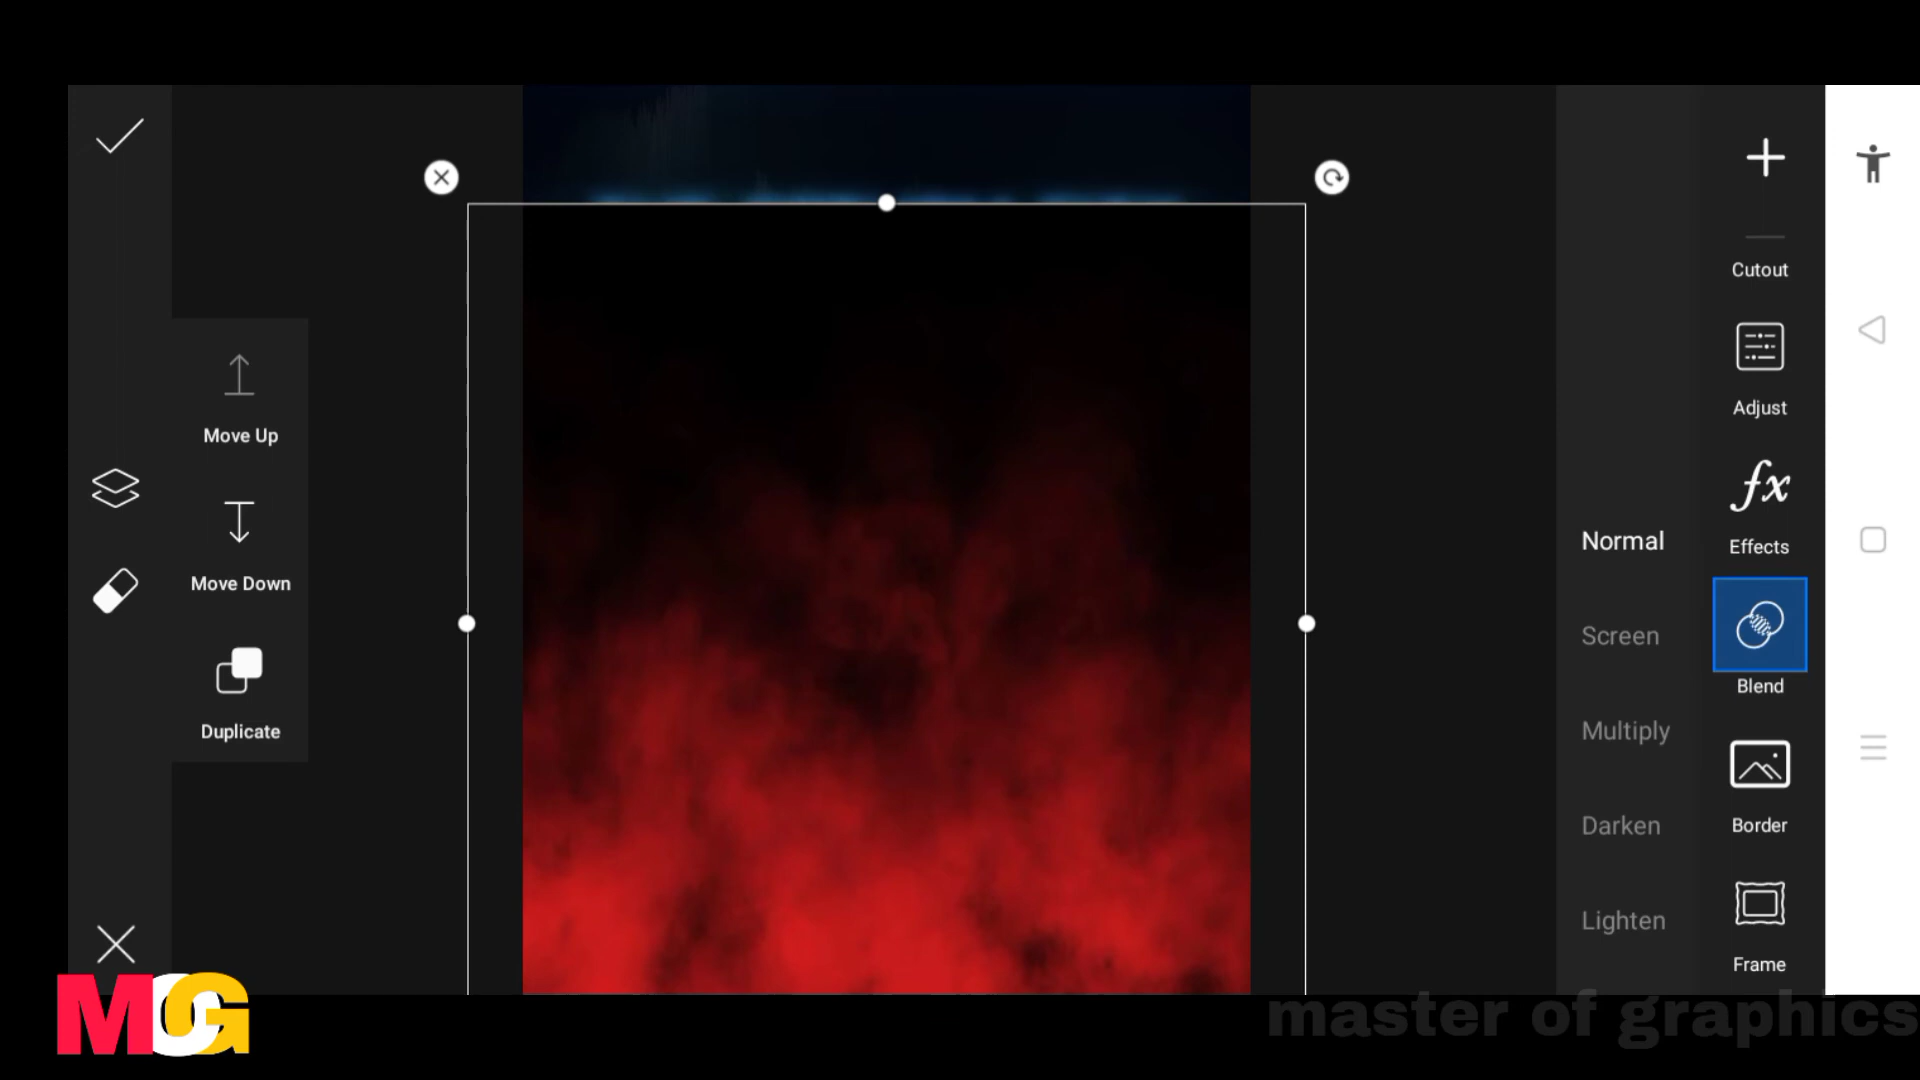 Cutout
Adjust
fx
Effects
Normal
Screen
Blend
Multiply
Darken
Border
Lighten
Frame
Move Up
Move Down
Duplicate
MOG
master of graphics